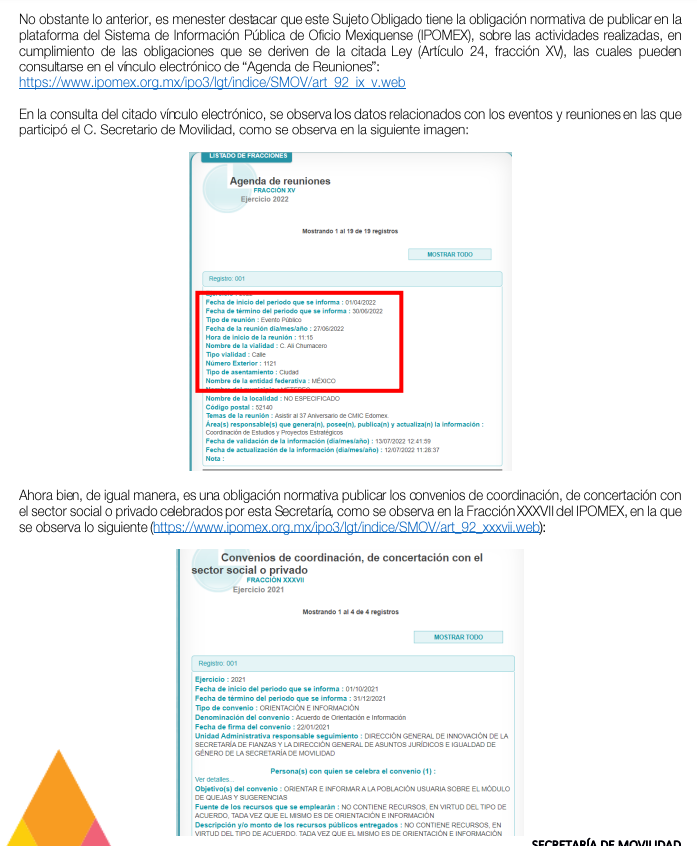 No obstante lo anterior, es menester destacar que este Sujeto Obligado tiene la obligación normativa de publicar en la
plataforma del Sistema de Información Pública de Oficio Mexiquense (IPOMEX), sobre las actividades realizadas, en
cumplimiento de las obligaciones que se deriven de la citada Ley (Artículo 24, fracción XV), las cuales pueden
consultarse en el vínculo electrónico de “Agenda de Reuniones”:
https://www.ipomex.org.mx/ipo3/lgt/indice/SMOV/art_92_ix_v.web
En la consulta del citado vínculo electrónico, se observa los datos relacionados con los eventos y reuniones en las que
participó el C. Secretario de Movilidad, como se observa en la siguiente imagen:
LISTADO DE FRACCIONES
Agenda de reuniones
FRACCIÓN XV
Ejercicio 2022
Mostrando 1 al 19 de 19 registros
MOSTRAR TODO
Registro: 001
Fecha de inicio del periodo que se informa : 01/04/2022
Fecha de término del periodo que se informa : 30/06/2022
Tipo de reunión : Evento Público
Fecha de la reunión día/mes/año : 27/06/2022
Hora de inicio de la reunión : 11:15
Nombre de la vialidad : C. Alí Chumacero
Tipo vialidad : Calle
Número Exterior : 1121
Tipo de asentamiento : Ciudad
Nombre de la entidad federativa : MÉXICO
Nombre de la localidad : NO ESPECIFICADO
Código postal : 52140
Temas de la reunión : Asistir al 37 Aniversario de CMIC Edomex.
Área(s) responsable(s) que genera(n), posee(n), publica(n) y actualiza(n) la información :
Coordinación de Estudios y Proyectos Estratégicos
Fecha de validación de la información (día/mes/año) : 13/07/2022 12:41:59
Fecha de actualización de la información (día/mes/año) : 12/07/2022 11:28:37
Nota :
Ahora bien, de igual manera, es una obligación normativa publicar los convenios de coordinación, de concertación con
el sector social o privado celebrados por esta Secretaría, como se observa en la Fracción XXXVII del IPOMEX, en la que
se observa lo siguiente (https://www.ipomex.org.mx/ipo3/lgt/indice/SMOV/art_92_xxxvii.web):
Convenios de coordinación, de concertación con el
sector social o privado
FRACCIÓN XXXVII
Ejercicio 2021
Mostrando 1 al 4 de 4 registros
MOSTRAR TODO
Registro: 001
Ejercicio : 2021
Fecha de inicio del periodo que se informa : 01/10/2021
Fecha de término del periodo que se informa : 31/12/2021
Tipo de convenio : ORIENTACIÓN E INFORMACIÓN
Denominación del convenio : Acuerdo de Orientación e Información
Fecha de firma del convenio : 22/01/2021
Unidad Administrativa responsable seguimiento : DIRECCIÓN GENERAL DE INNOVACIÓN DE LA
SECRETARÍA DE FIANZAS Y LA DIRECCIÓN GENERAL DE ASUNTOS JURÍDICOS E IGUALDAD DE
GÉNERO DE LA SECRETARÍA DE MOVILIDAD
Persona(s) con quien se celebra el convenio (1) :
Ver detalles...
Objetivo(s) del convenio : ORIENTAR E INFORMAR A LA POBLACIÓN USUARIA SOBRE EL MÓDULO
DE QUEJAS Y SUGERENCIAS
Fuente de los recursos que se emplearán : NO CONTIENE RECURSOS, EN VIRTUD DEL TIPO DE
ACUERDO, TADA VEZ QUE EL MISMO ES DE ORIENTACIÓN E INFORMACIÓN
Descripción y/o monto de los recursos públicos entregados : NO CONTIENE RECURSOS, EN
VIRTUD DEL TIPO DE ACUERDO, TADA VEZ QUE EL MISMO ES DE ORIENTACIÓN E INFORMACIÓN
SECRETARÍA DE MOVILIDAD